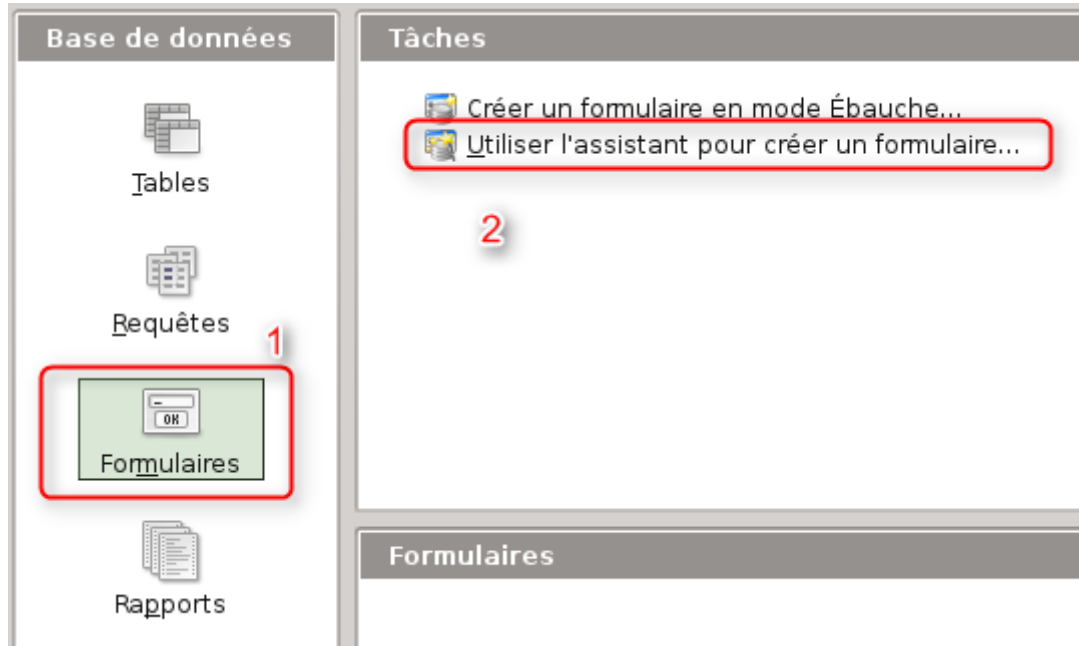 Base de données
Tables
Requêtes
1
OK
Formulaires
Rapports
Tâches
Créer un formulaire en mode Ébauche...
Utiliser l'assistant pour créer un formulaire...
2
Formulaires